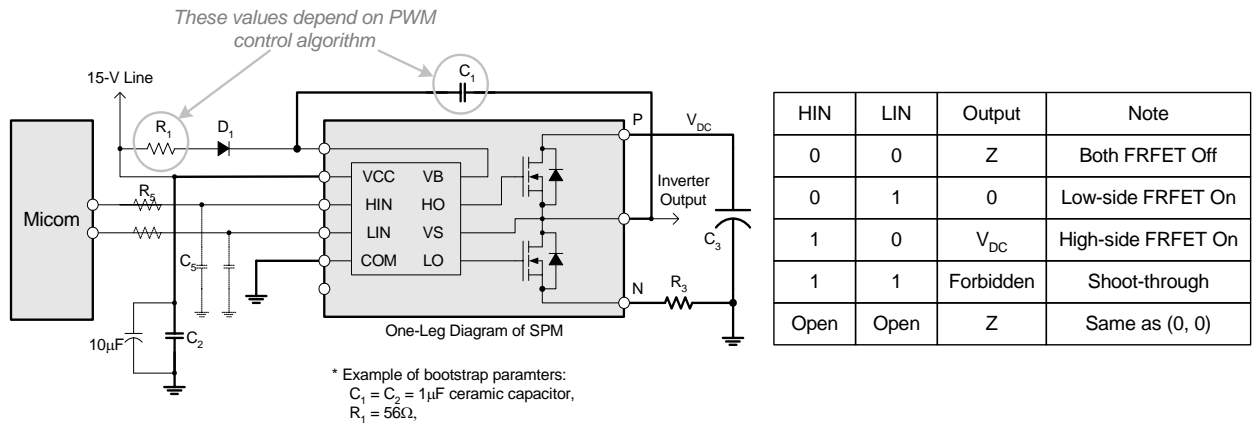 These values depend on PWM
control algorithm
15-V Line
R1
D1
C1
P
VDC
Micom
R5
C5
10μF
C2
VCC VB
HIN HO
LIN VS
COM LO
Inverter
Output
C3
N
R3
One-Leg Diagram of SPM
* Example of bootstrap paramters:
C1 = C2 = 1μF ceramic capacitor,
R1 = 56Ω,
HIN LIN Output Note
0 0 Z Both FRFET Off
0 1 0 Low-side FRFET On
1 0 VDC High-side FRFET On
1 1 Forbidden Shoot-through
Open Open Z Same as (0, 0)